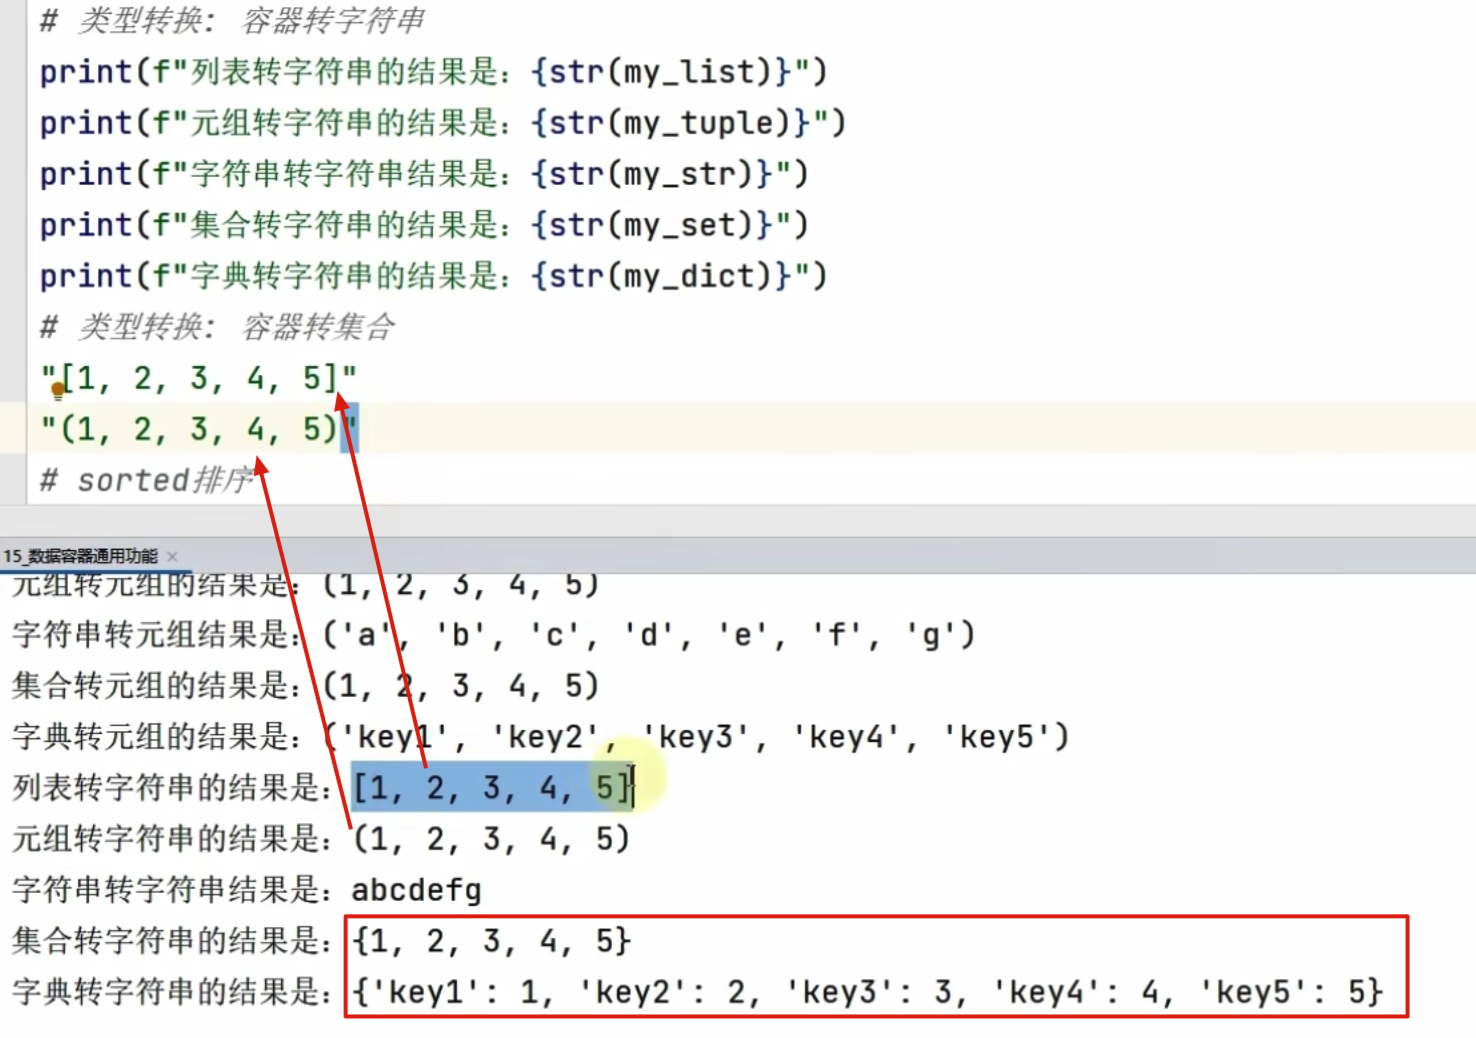 # 类型转换: 容器转字符串
print(f"列表转字符串的结果是：{str(my_list)}")
print(f"元组转字符串的结果是：{str(my_tuple)}")
print(f"字符串转字符串结果是：{str(my_str)}")
print(f"集合转字符串的结果是：{str(my_set)}")
print(f"字典转字符串的结果是：{str(my_dict)}")
# 类型转换: 容器转集合
"[1, 2, 3, 4, 5]"
"(1, 2, 3, 4, 5)"
# sorted排序
15_数据容器通用功能 ×
元组转元组的结果是：(1, 2, 3, 4, 5)
字符串转元组结果是：('a', 'b', 'c', 'd', 'e', 'f', 'g')
集合转元组的结果是：(1, 2, 3, 4, 5)
字典转元组的结果是：('key1', 'key2', 'key3', 'key4', 'key5')
列表转字符串的结果是：[1, 2, 3, 4, 5]
元组转字符串的结果是：(1, 2, 3, 4, 5)
字符串转字符串结果是：abcdefg
集合转字符串的结果是：{1, 2, 3, 4, 5}
字典转字符串的结果是：{'key1': 1, 'key2': 2, 'key3': 3, 'key4': 4, 'key5': 5}